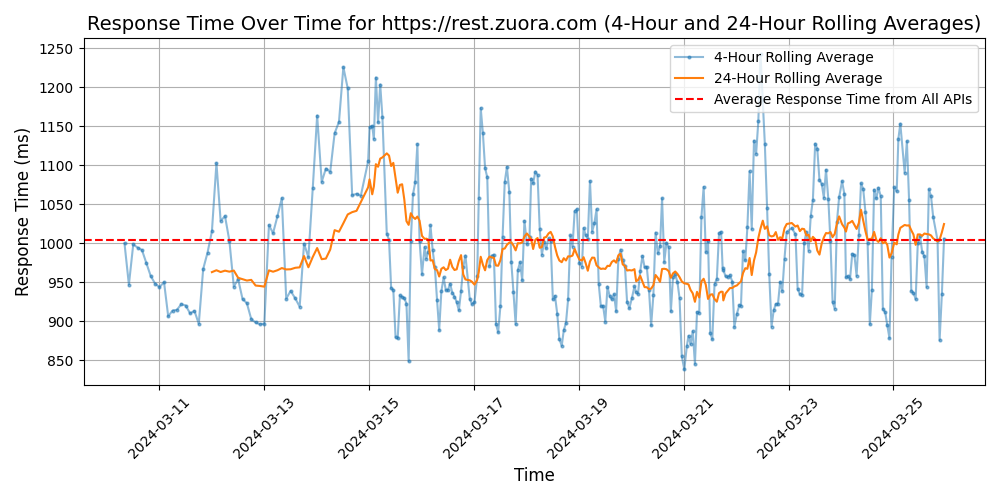 Response Time Over Time for https://rest.zuora.com (4-Hour and 24-Hour Rolling Averages)
4-Hour Rolling Average
24-Hour Rolling Average
Average Response Time from All APIs
Response Time (ms)
1250
1200
1150
1100
1050
1000
950
900
850
2024-03-11
2024-03-13
2024-03-15
2024-03-17
2024-03-19
2024-03-21
2024-03-23
2024-03-25
Time